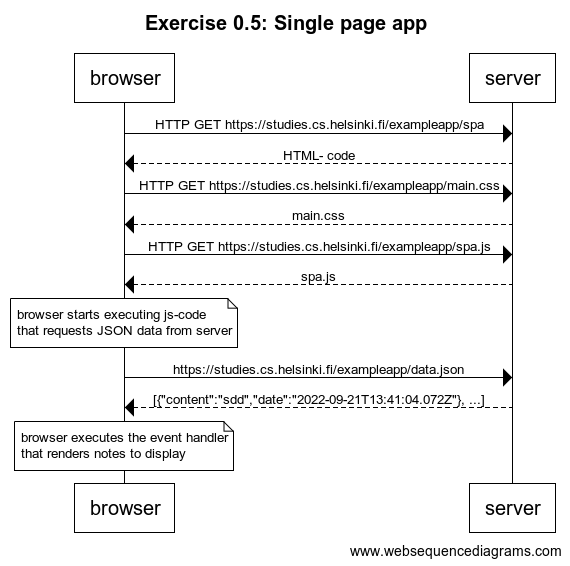 Exercise 0.5: Single page app
browser
server
HTTP GET https://studies.cs.helsinki.fi/exampleapp/spa
HTML- code
HTTP GET https://studies.cs.helsinki.fi/exampleapp/main.css
main.css
HTTP GET https://studies.cs.helsinki.fi/exampleapp/spa.js
spa.js
browser starts executing js-code
that requests JSON data from server
https://studies.cs.helsinki.fi/exampleapp/data.json
[{"content":"sdd","date":"2022-09-21T13:41:04.072Z"}, ...]
browser executes the event handler
that renders notes to display
browser
server
www.websequencediagrams.com